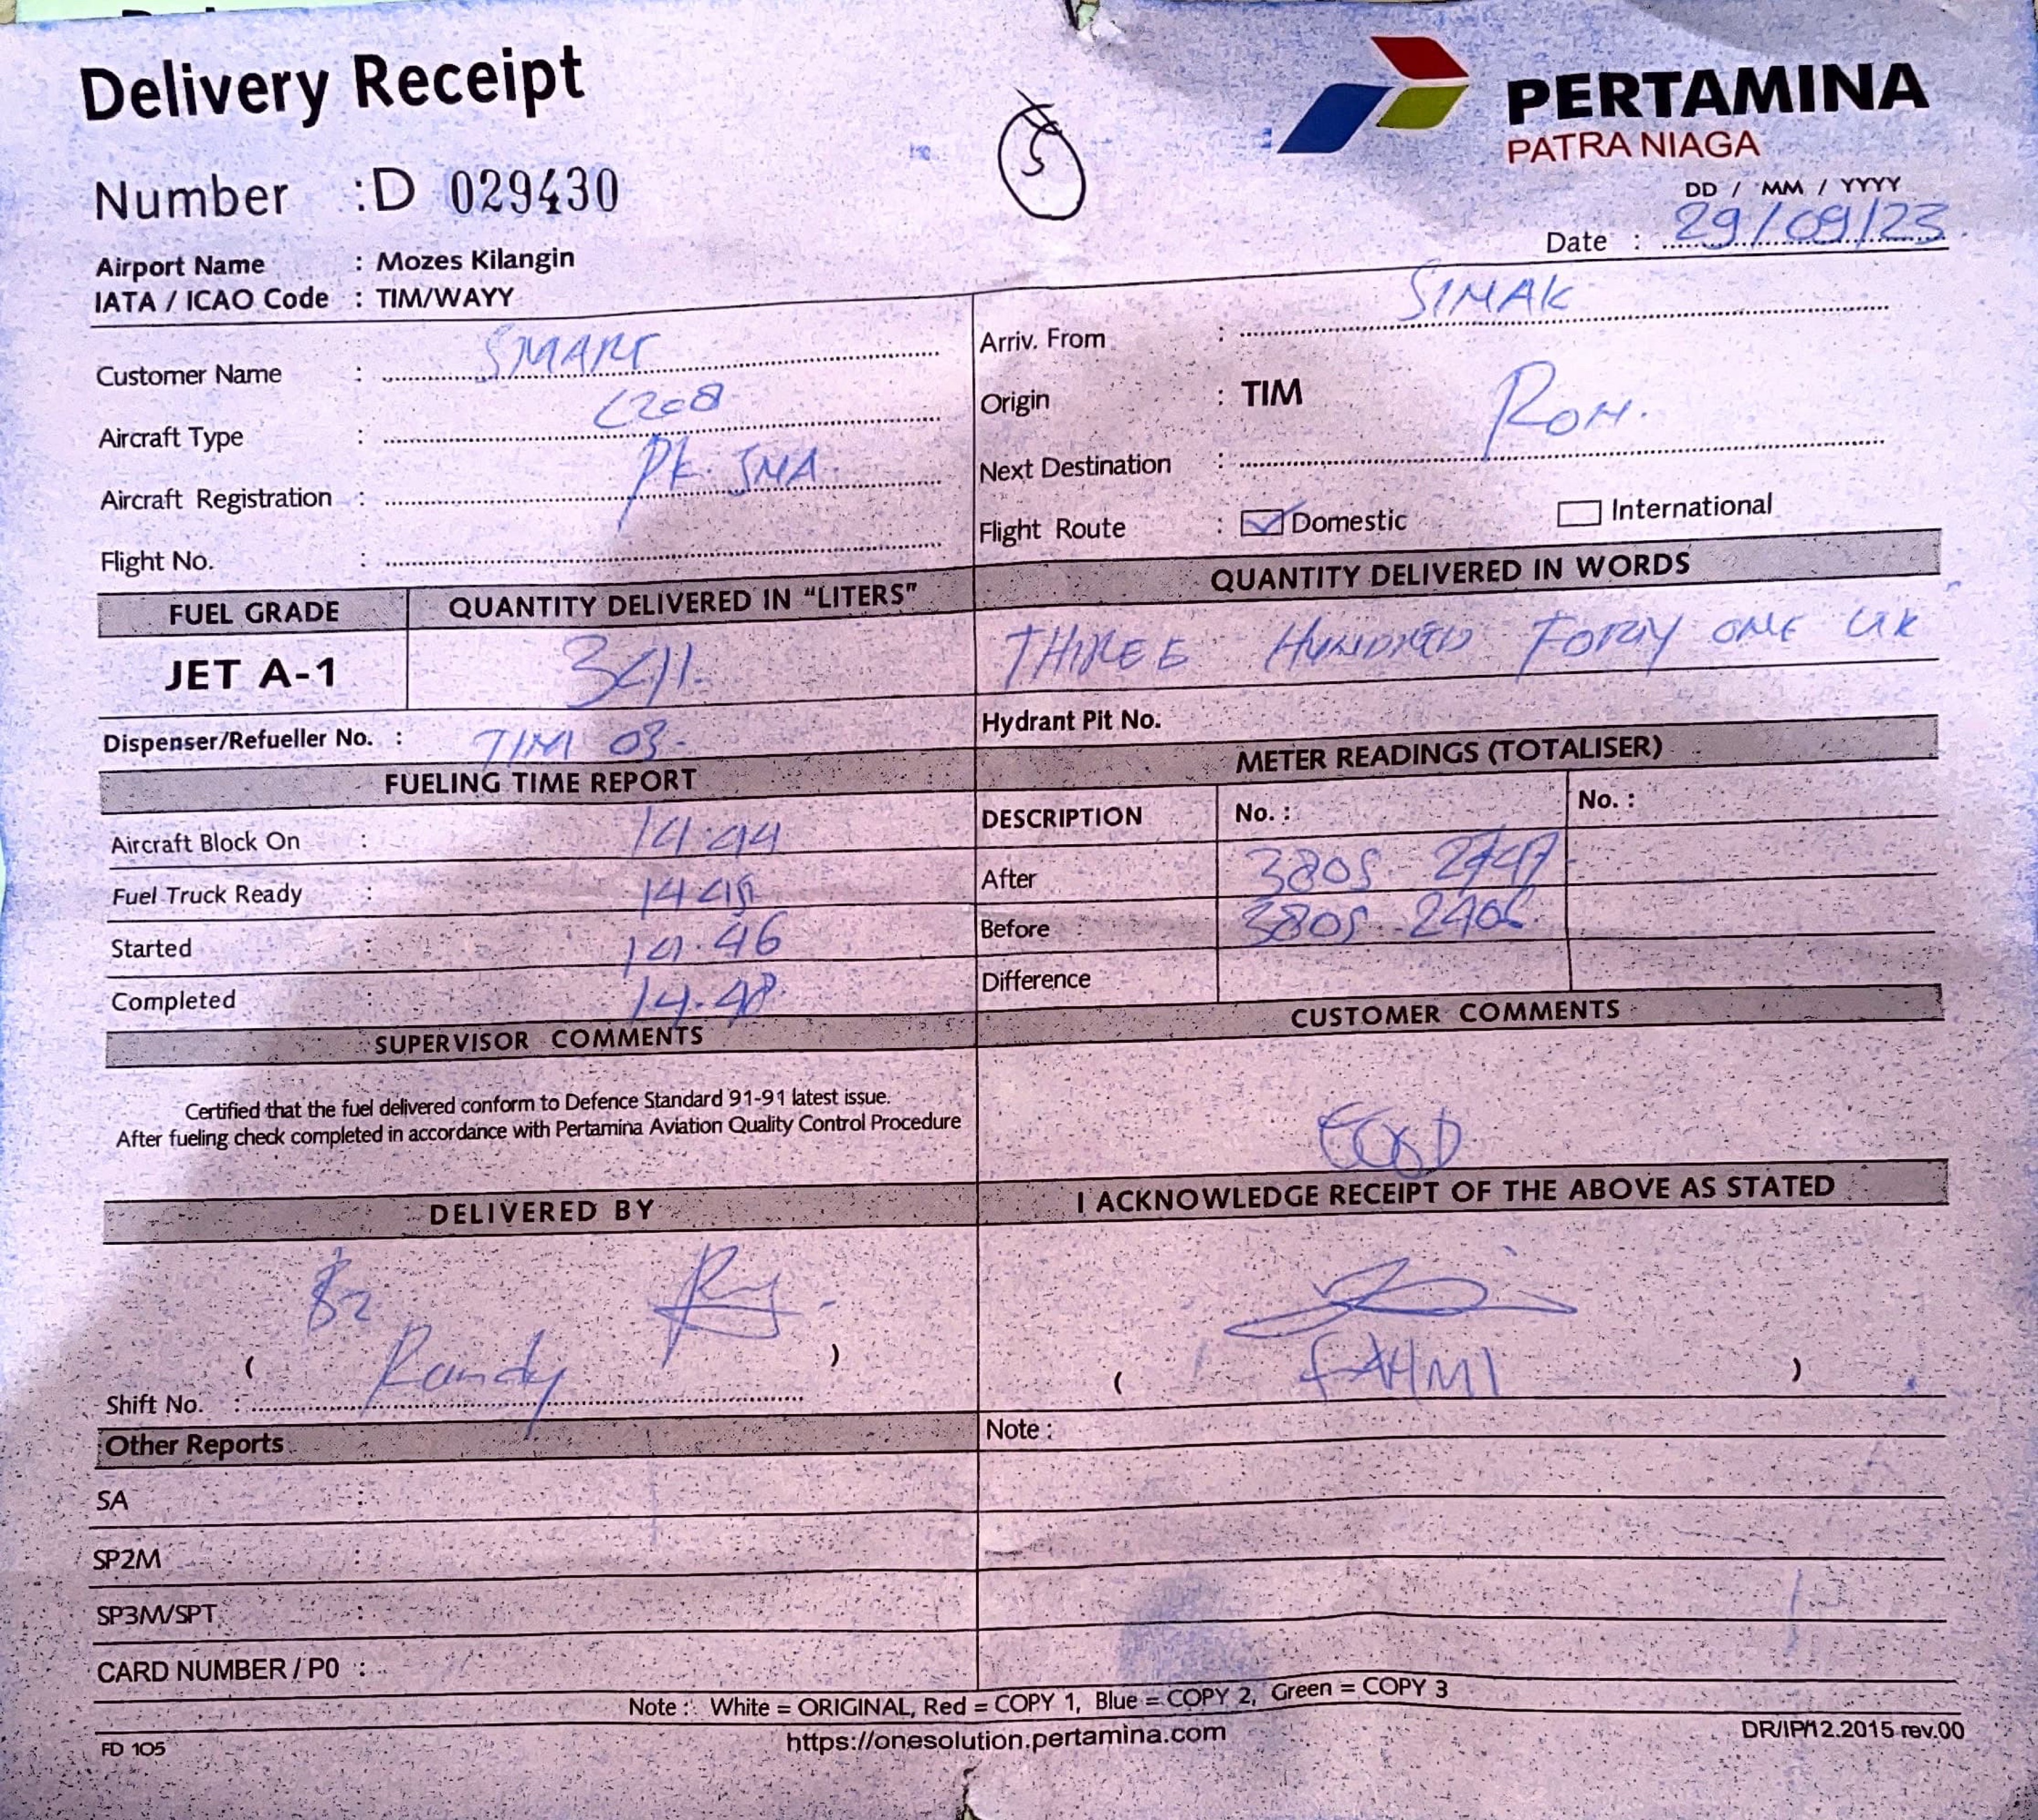 Delivery Receipt
PERTAMINA
PATRA NIAGA
Number : D 029430
5
DD / MM / YYYY
Date : 29/09/23
Airport Name : Mozes Kilangin
IATA / ICAO Code : TIM/WAYY
Customer Name : SMART
Aircraft Type : C208
Aircraft Registration : PK. SNA
Flight No. :
Arriv. From : SINAK
Origin : TIM
Next Destination : RON.
Flight Route : Domestic International
FUEL GRADE QUANTITY DELIVERED IN "LITERS" QUANTITY DELIVERED IN WORDS
JET A-1 341.- THREE HUNDRED FORTY ONE
Dispenser/Refueller No. : TIM 03.- Hydrant Pit No.
FUELING TIME REPORT
Aircraft Block On : 14.44
Fuel Truck Ready : 1445
Started : 14.46
Completed : 14.48
METER READINGS (TOTALISER)
DESCRIPTION No. : No. :
After 3805 2747
Before : 3805 2406
Difference
SUPERVISOR COMMENTS
Certified that the fuel delivered conform to Defence Standard 91-91 latest issue.
After fueling check completed in accordance with Pertamina Aviation Quality Control Procedure
CUSTOMER COMMENTS
GOOD
DELIVERED BY
( Randy )
Shift No. :
I ACKNOWLEDGE RECEIPT OF THE ABOVE AS STATED
( FAHMI )
Other Reports
Note :
SA :
SP2M :
SP3M/SPT :
CARD NUMBER / P0 :
Note : White = ORIGINAL, Red = COPY 1, Blue = COPY 2, Green = COPY 3
FD 105
https://onesolution.pertamina.com
DR/IP/12.2015 rev.00